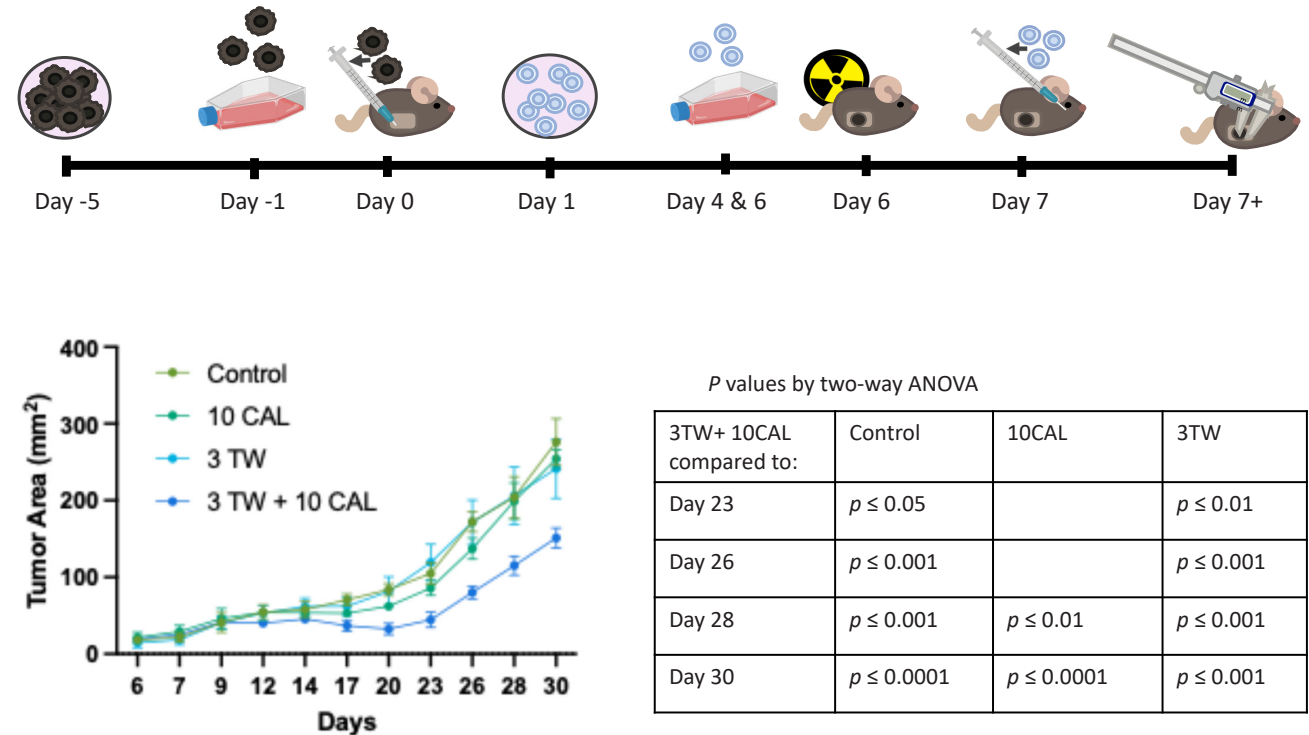 Day -5
Day -1
Day 0
Day 1
Day 4 & 6
Day 6
Day 7
Day 7+
Tumor Area (mm²)
400
300
200
100
0
Control
10 CAL
3 TW
3 TW + 10 CAL
6 7 9 12 14 17 20 23 26 28 30
Days
P values by two-way ANOVA
3TW+ 10CAL
compared to:
Control
10CAL
3TW
Day 23 p ≤ 0.05 p ≤ 0.01
Day 26 p ≤ 0.001 p ≤ 0.001
Day 28 p ≤ 0.001 p ≤ 0.01 p ≤ 0.001
Day 30 p ≤ 0.0001 p ≤ 0.0001 p ≤ 0.001